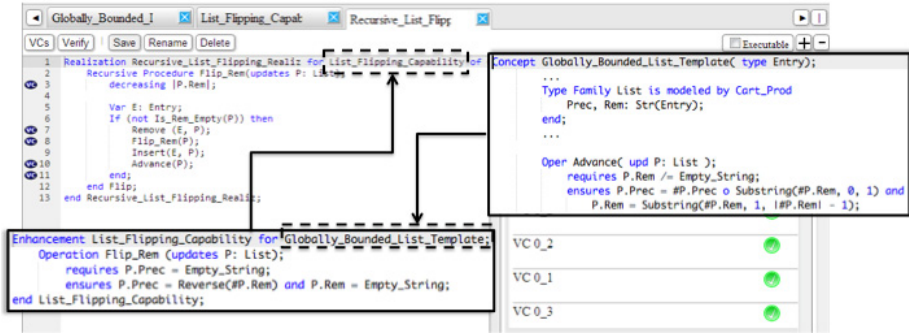 Globally_Bounded_I
List_Flipping_Capab
Recursive_List_Flipp
VCs Verify Save Rename Delete
Executable + -
1 Realization Recursive_List_Flipping_Realiz for List_Flipping_Capability of
2 Recursive Procedure Flip_Rem(updates P: List);
VC 3 decreasing |P.Rem|;
4
5 Var E: Entry;
6 If (not Is_Rem_Empty(P)) then
VC 7 Remove (E, P);
VC 8 Flip_Rem(P);
9 Insert(E, P);
VC 10 Advance(P);
VC 11 end;
12 end Flip;
13 end Recursive_List_Flipping_Realiz;
Concept Globally_Bounded_List_Template( type Entry);
...
Type Family List is modeled by Cart_Prod
Prec, Rem: Str(Entry);
end;
...
Oper Advance( upd P: List );
requires P.Rem /= Empty_String;
ensures P.Prec = #P.Prec o Substring(#P.Rem, 0, 1) and
P.Rem = Substring(#P.Rem, 1, |#P.Rem| - 1);
Enhancement List_Flipping_Capability for Globally_Bounded_List_Template;
Operation Flip_Rem (updates P: List);
requires P.Prec = Empty_String;
ensures P.Prec = Reverse(#P.Rem) and P.Rem = Empty_String;
end List_Flipping_Capability;
VC 0_2
VC 0_1
VC 0_3